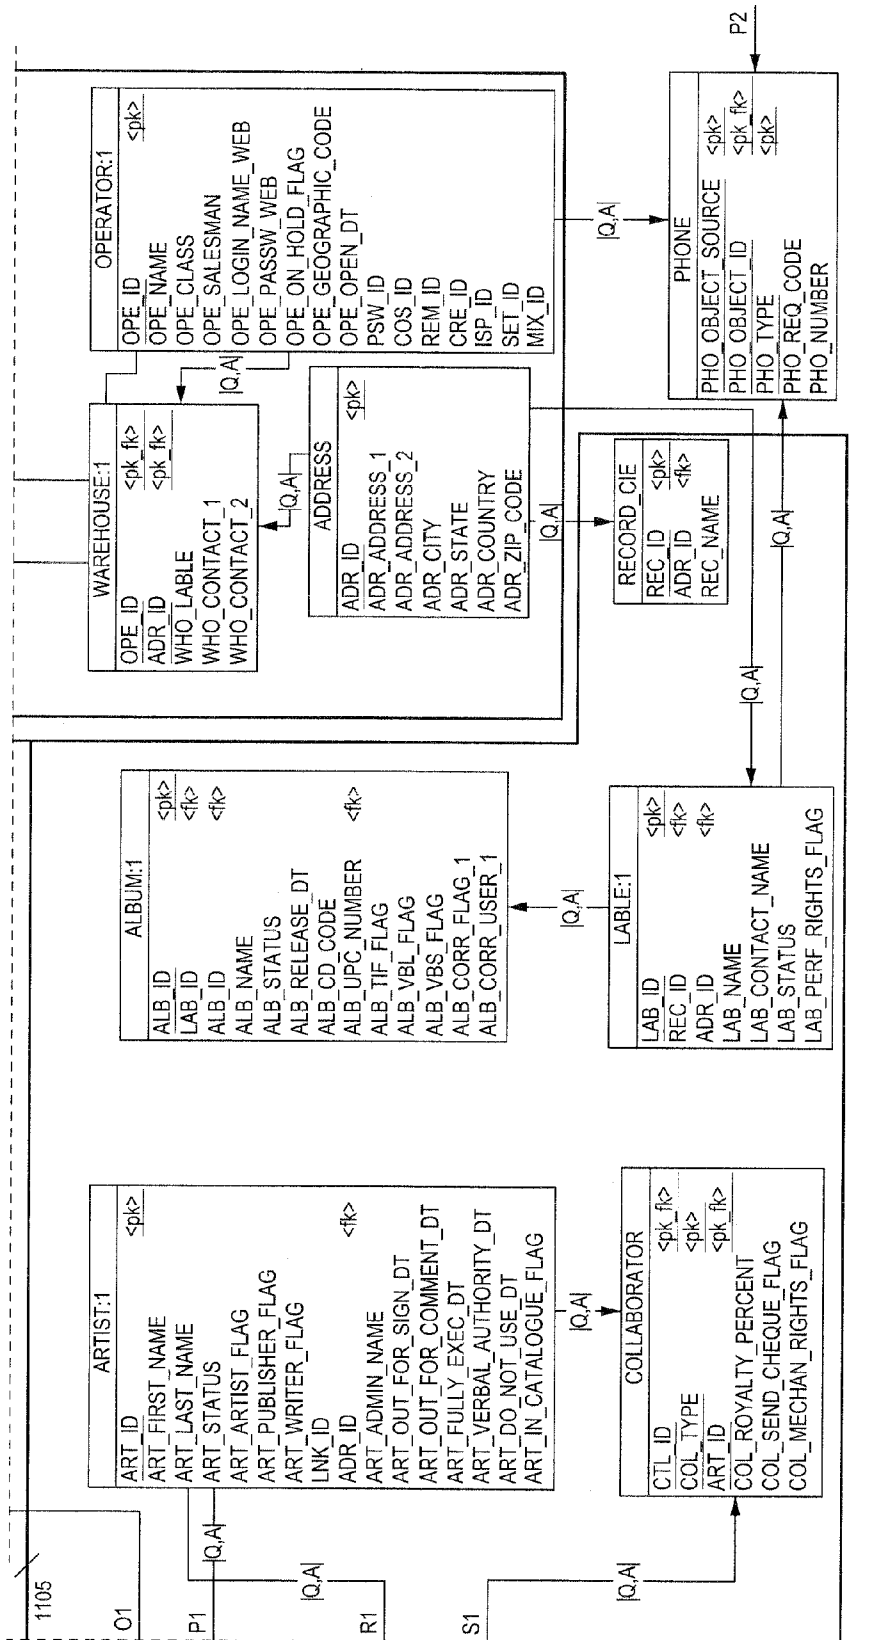 OPERATOR:1
OPE_ID <pk>
OPE_NAME
OPE_CLASS
OPE_SALESMAN
OPE_LOGIN_NAME_WEB
OPE_PASSW_WEB
OPE_ON_HOLD_FLAG
OPE_GEOGRAPHIC_CODE
OPE_OPEN_DT
PSW_ID
COS_ID
REM_ID
CRE_ID
ISP_ID
SET_ID
MIX_ID
|Q,A|
P2
PHONE
PHO_OBJECT_SOURCE <pk>
PHO_OBJECT_ID <pk_fk>
PHO_TYPE <pk>
PHO_REQ_CODE
PHO_NUMBER
WAREHOUSE:1
OPE_ID <pk_fk>
ADR_ID <pk_fk>
WHO_LABLE
WHO_CONTACT_1
WHO_CONTACT_2
|Q,A|
|Q,A|
ADDRESS
ADR_ID <pk>
ADR_ADDRESS_1
ADR_ADDRESS_2
ADR_CITY
ADR_STATE
ADR_COUNTRY
ADR_ZIP_CODE
|Q,A|
RECORD_CIE
REC_ID <pk>
ADR_ID <fk>
REC_NAME
|Q,A|
|Q,A|
ALBUM:1
ALB_ID <pk>
LAB_ID <fk>
ALB_ID <fk>
ALB_NAME
ALB_STATUS
ALB_RELEASE_DT
ALB_CD_CODE
ALB_UPC_NUMBER <fk>
ALB_TIF_FLAG
ALB_VBL_FLAG
ALB_VBS_FLAG
ALB_CORR_FLAG_1
ALB_CORR_USER_1
|Q,A|
LABLE:1
LAB_ID <pk>
REC_ID <fk>
ADR_ID <fk>
LAB_NAME
LAB_CONTACT_NAME
LAB_STATUS
LAB_PERF_RIGHTS_FLAG
ARTIST:1
ART_ID <pk>
ART_FIRST_NAME
ART_LAST_NAME
ART_STATUS
ART_ARTIST_FLAG
ART_PUBLISHER_FLAG
ART_WRITER_FLAG
LNK_ID
ADR_ID <fk>
ART_ADMIN_NAME
ART_OUT_FOR_SIGN_DT
ART_OUT_FOR_COMMENT_DT
ART_FULLY_EXEC_DT
ART_VERBAL_AUTHORITY_DT
ART_DO_NOT_USE_DT
ART_IN_CATALOGUE_FLAG
|Q,A|
COLLABORATOR
CTL_ID <pk_fk>
COL_TYPE <pk>
ART_ID <pk_fk>
COL_ROYALTY_PERCENT
COL_SEND_CHEQUE_FLAG
COL_MECHAN_RIGHTS_FLAG
1105
O1
P1 |Q,A|
|Q,A|
R1
S1
|Q,A|